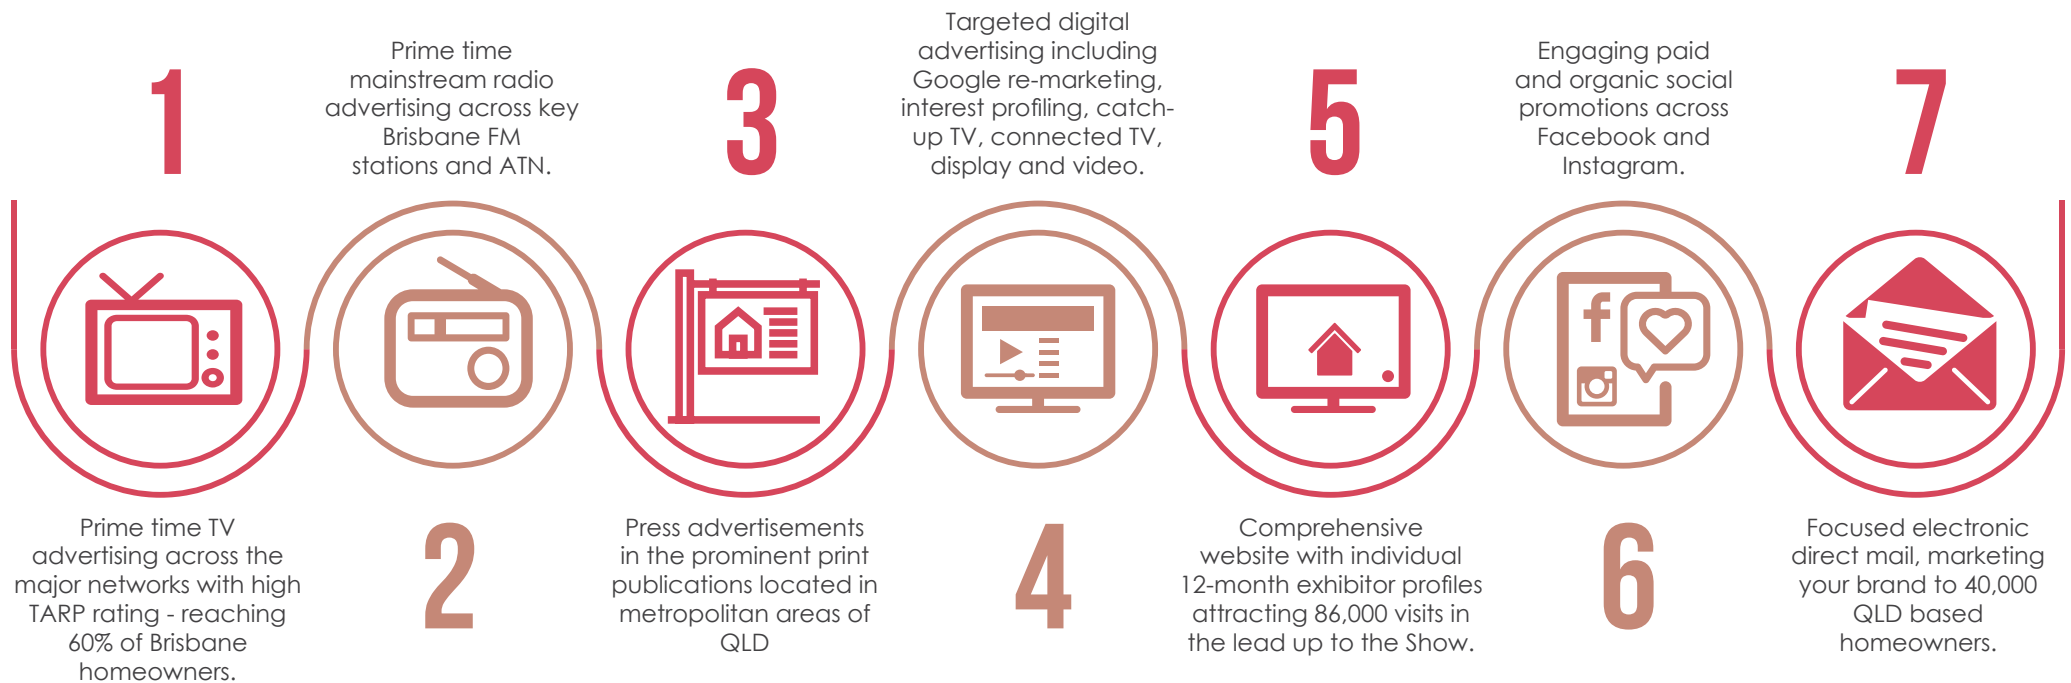 1
Prime time TV
advertising across the
major networks with high
TARP rating - reaching
60% of Brisbane
homeowners.
Prime time
mainstream radio
advertising across key
Brisbane FM
stations and ATN.
2
3
Press advertisements
in the prominent print
publications located in
metropolitan areas of
QLD
Targeted digital
advertising including
Google re-marketing,
interest profiling, catch-
up TV, connected TV,
display and video.
4
5
Comprehensive
website with individual
12-month exhibitor profiles
attracting 86,000 visits in
the lead up to the Show.
Engaging paid
and organic social
promotions across
Facebook and
Instagram.
f
6
7
Focused electronic
direct mail, marketing
your brand to 40,000
QLD based
homeowners.